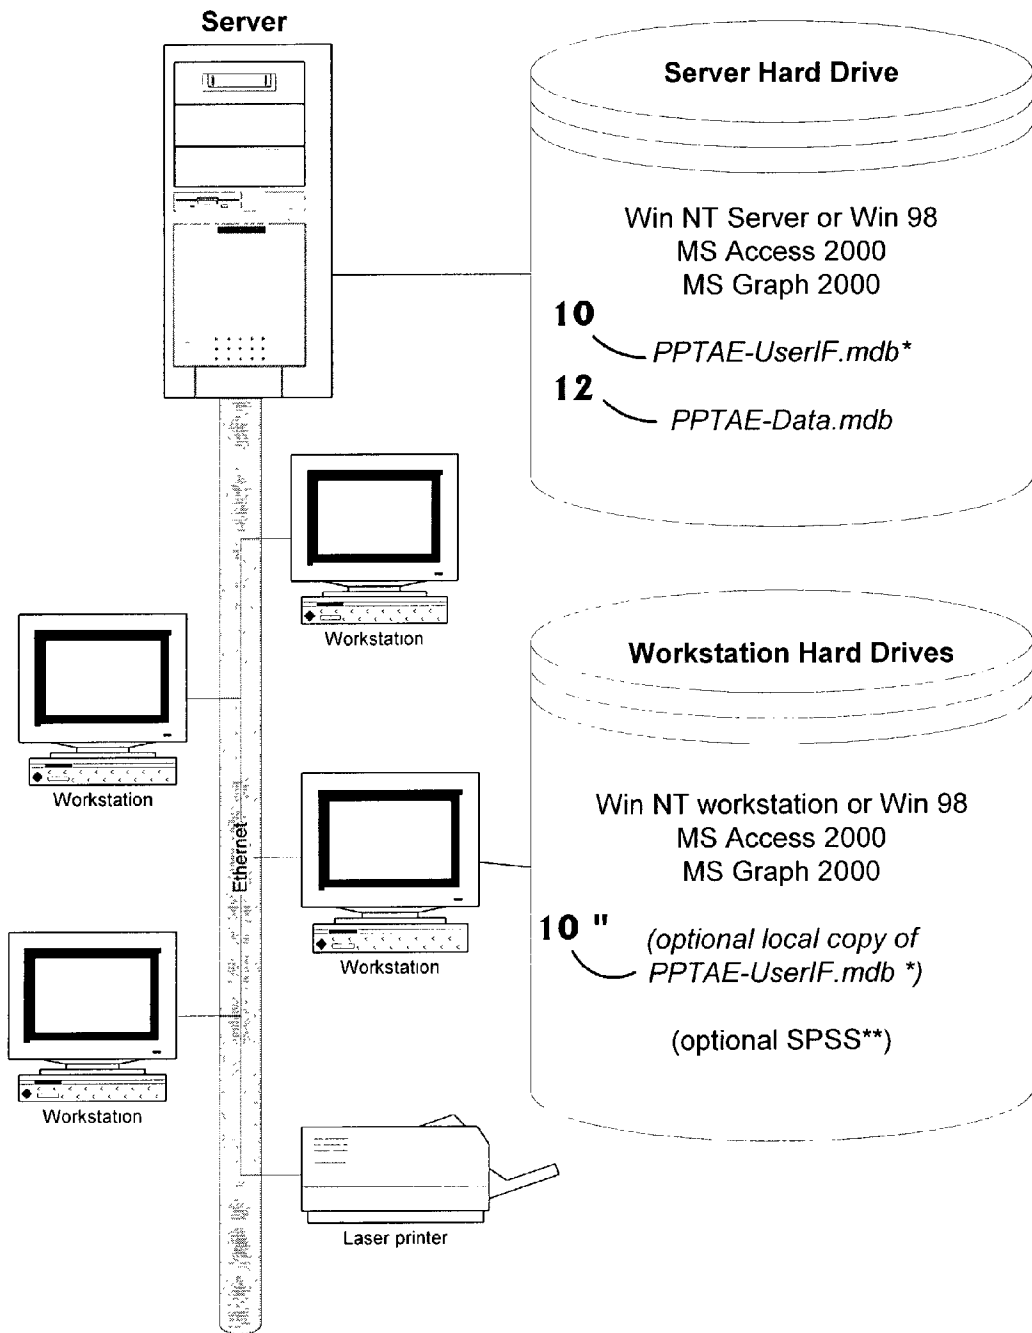 Server
Server Hard Drive
Win NT Server or Win 98
MS Access 2000
MS Graph 2000
10
PPTAE-UserIF.mdb*
12
PPTAE-Data.mdb
Workstation
Workstation
Workstation Hard Drives
Win NT workstation or Win 98
MS Access 2000
MS Graph 2000
10 "
(optional local copy of
PPTAE-UserIF.mdb *)
(optional SPSS**)
Ethernet
Workstation
Workstation
Laser printer